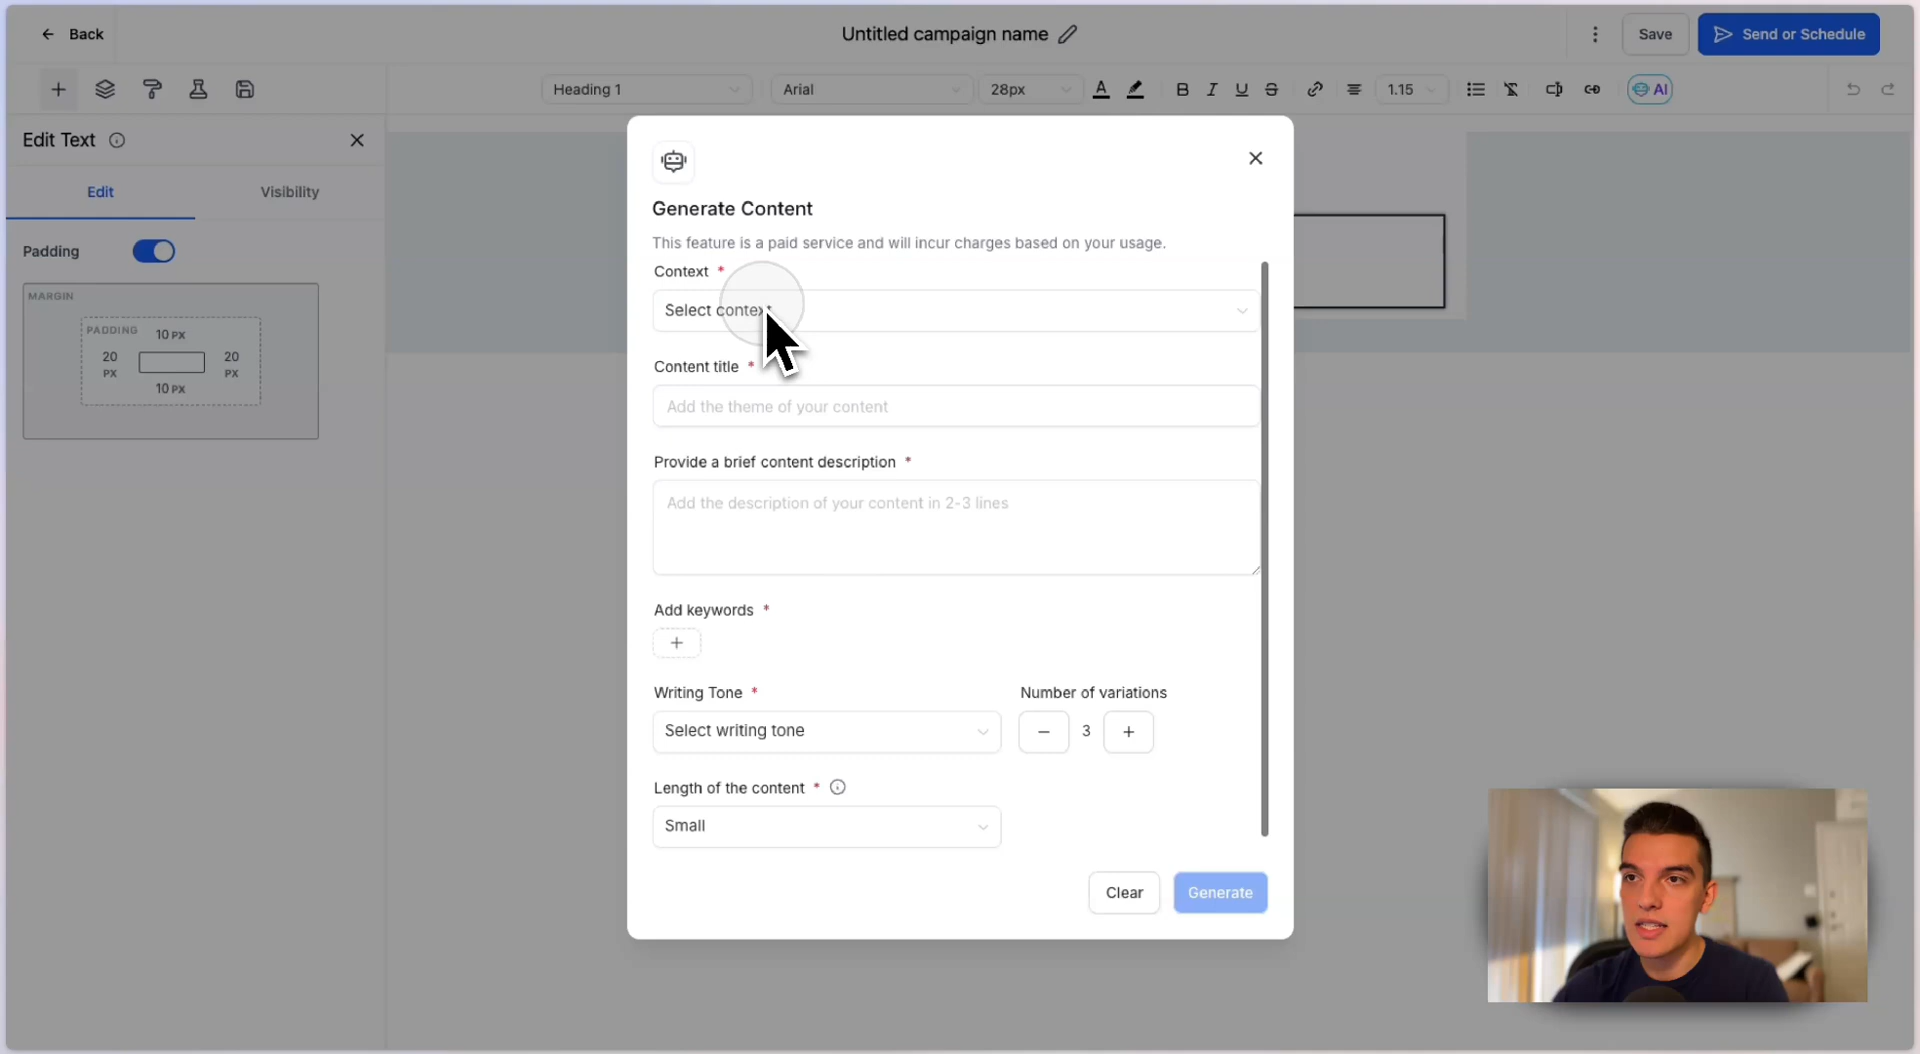 Back
Untitled campaign name
Save
Send or Schedule
Heading 1
Arial
28px
A
B I U S
1.15
AI
Edit Text
Edit
Visibility
Padding
MARGIN
PADDING
10 PX
20 PX
20 PX
10 PX
Generate Content
This feature is a paid service and will incur charges based on your usage.
Context *
Select context
Content title *
Add the theme of your content
Provide a brief content description *
Add the description of your content in 2-3 lines
Add keywords *
+
Writing Tone *
Number of variations
Select writing tone
− 3 +
Length of the content *
Small
Clear
Generate